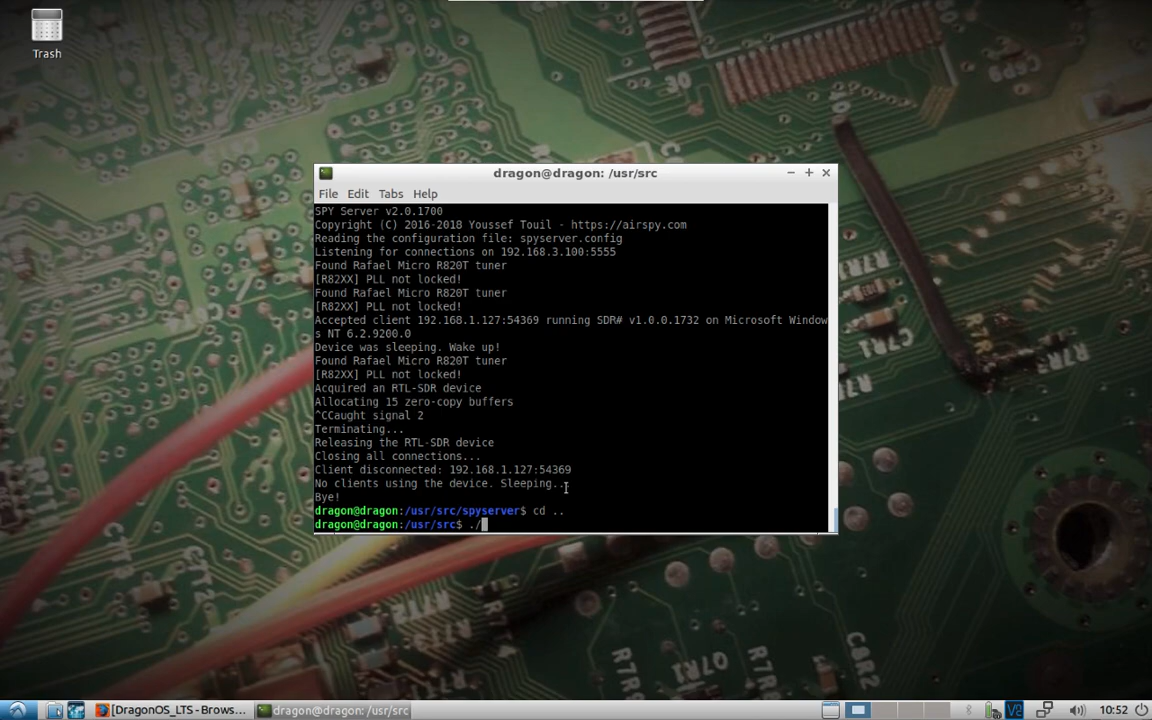 Trash
dragon@dragon: /usr/src
File Edit Tabs Help
SPY Server v2.0.1700
Copyright (C) 2016-2018 Youssef Touil - https://airspy.com
Reading the configuration file: spyserver.config
Listening for connections on 192.168.3.100:5555
Found Rafael Micro R820T tuner
[R82XX] PLL not locked!
Found Rafael Micro R820T tuner
[R82XX] PLL not locked!
Accepted client 192.168.1.127:54369 running SDR# v1.0.0.1732 on Microsoft Window
s NT 6.2.9200.0
Device was sleeping. Wake up!
Found Rafael Micro R820T tuner
[R82XX] PLL not locked!
Acquired an RTL-SDR device
Allocating 15 zero-copy buffers
^CCaught signal 2
Terminating...
Releasing the RTL-SDR device
Closing all connections...
Client disconnected: 192.168.1.127:54369
No clients using the device. Sleeping...
Bye!
dragon@dragon:/usr/src/spyserver$ cd ..
dragon@dragon:/usr/src$ ./
[DragonOS_LTS - Brows...
dragon@dragon: /usr/src
10:52